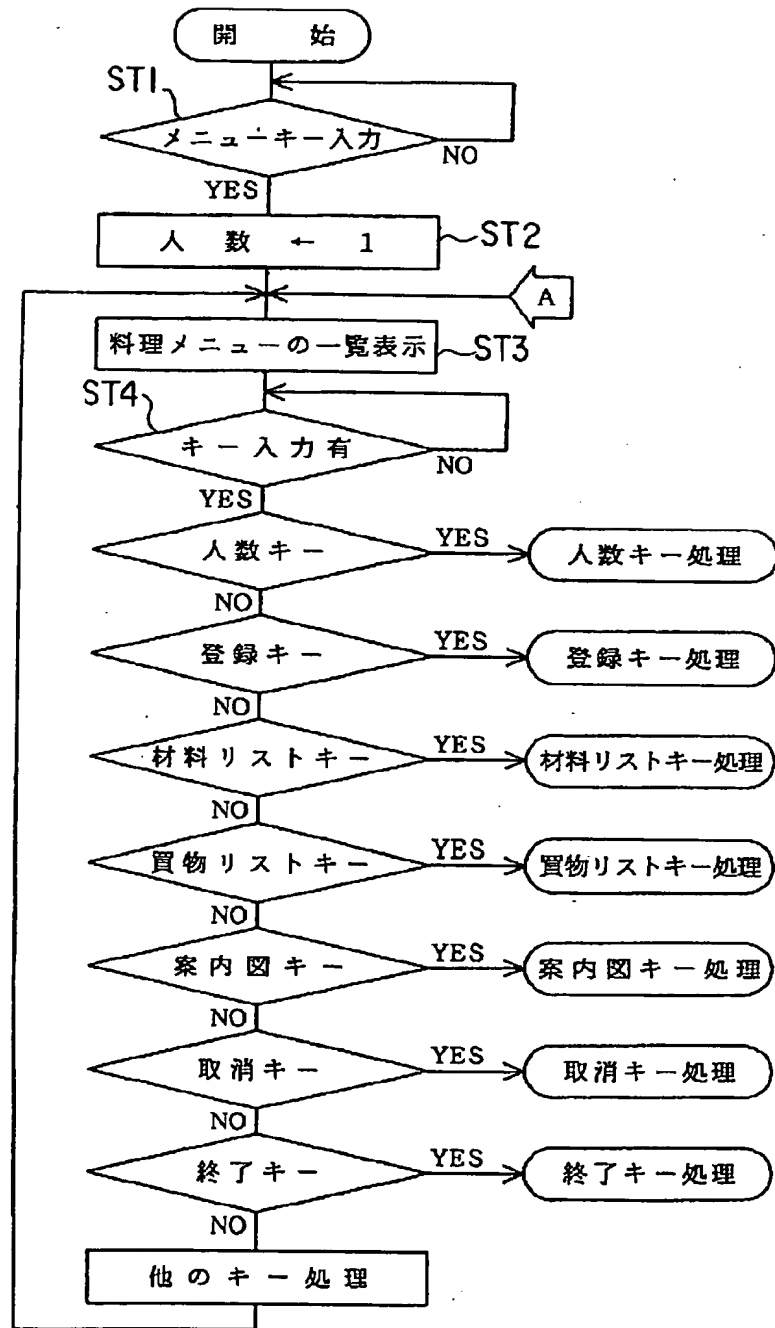 開 始
ST1
メニューキー入力
NO
YES
人 数 ← 1
ST2
A
料理メニューの一覧表示
ST3
ST4
キー入力有
NO
YES
人数キー
YES
人数キー処理
NO
登録キー
YES
登録キー処理
NO
材料リストキー
YES
材料リストキー処理
NO
買物リストキー
YES
買物リストキー処理
NO
案内図キー
YES
案内図キー処理
NO
取消キー
YES
取消キー処理
NO
終了キー
YES
終了キー処理
NO
他のキー処理